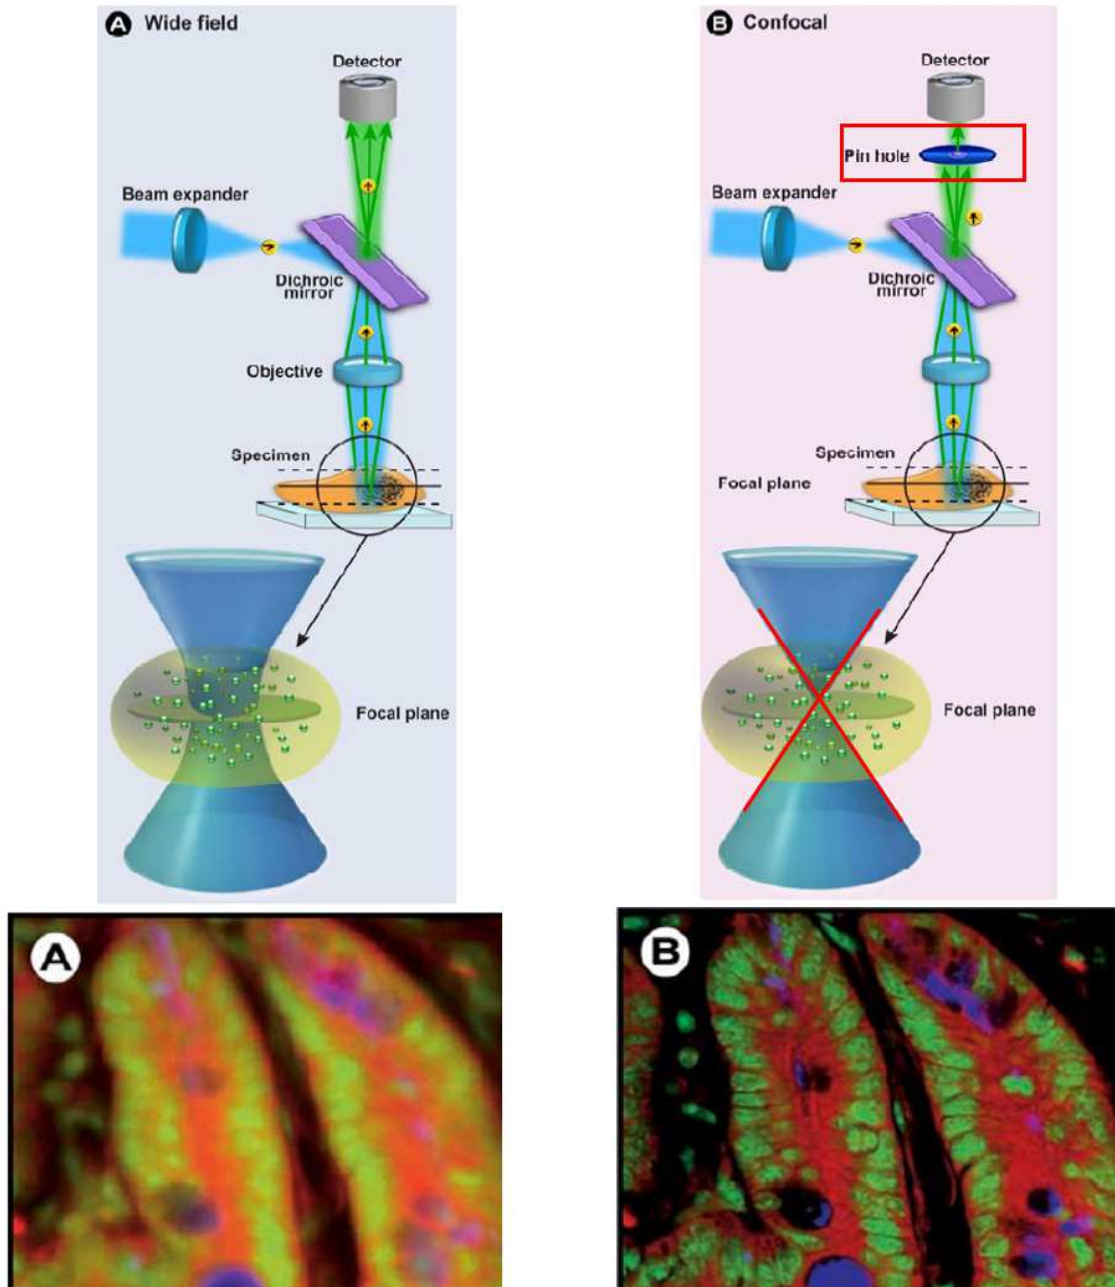 A Wide field
Detector
Beam expander
Dichroic
mirror
Objective
Specimen
Focal plane
B Confocal
Detector
Pin hole
Beam expander
Dichroic
mirror
Objective
Specimen
Focal plane
Focal plane
A
B